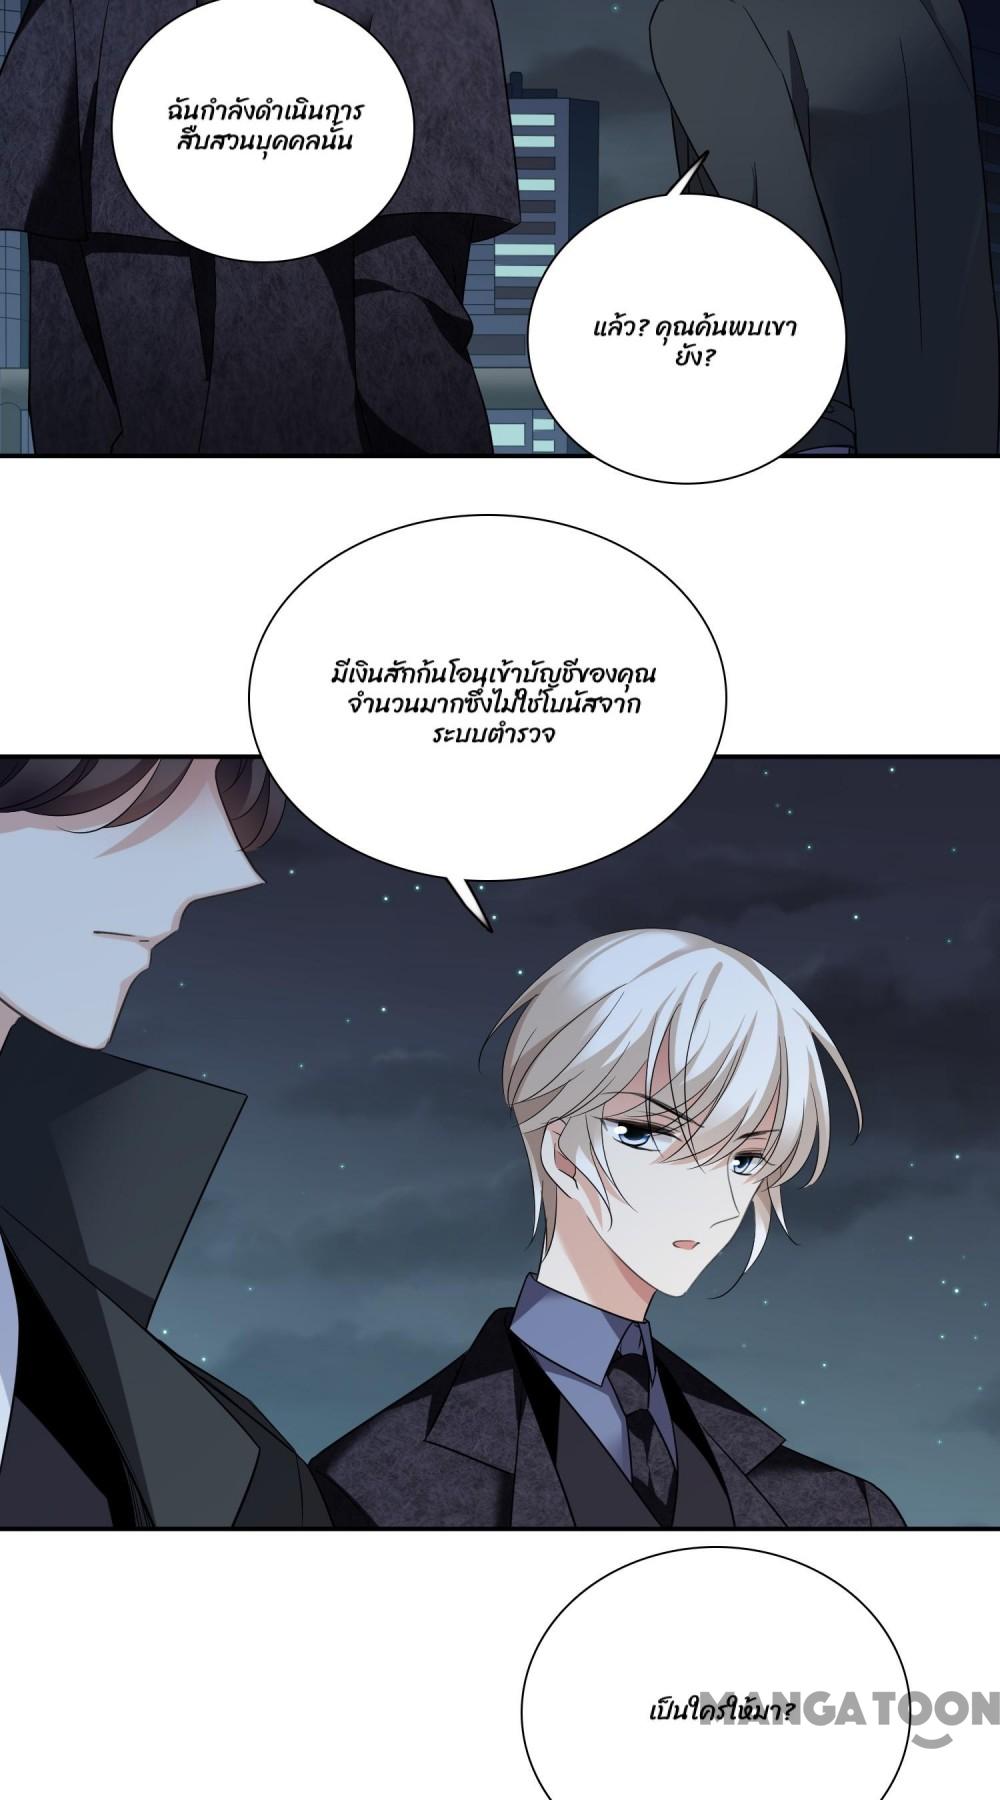 ฉันกำลังดำเนินการ
สืบสวนบุคคลนั้น
แล้ว? คุณค้นพบเขา
ยัง?
มีเงินสักก้นโอนเข้าบัญชีของคุณ
จำนวนมากซึ่งไม่ใช่โบนัสจาก
ระบบตำรวจ
เป็นใครให้มา?
MANGATOON